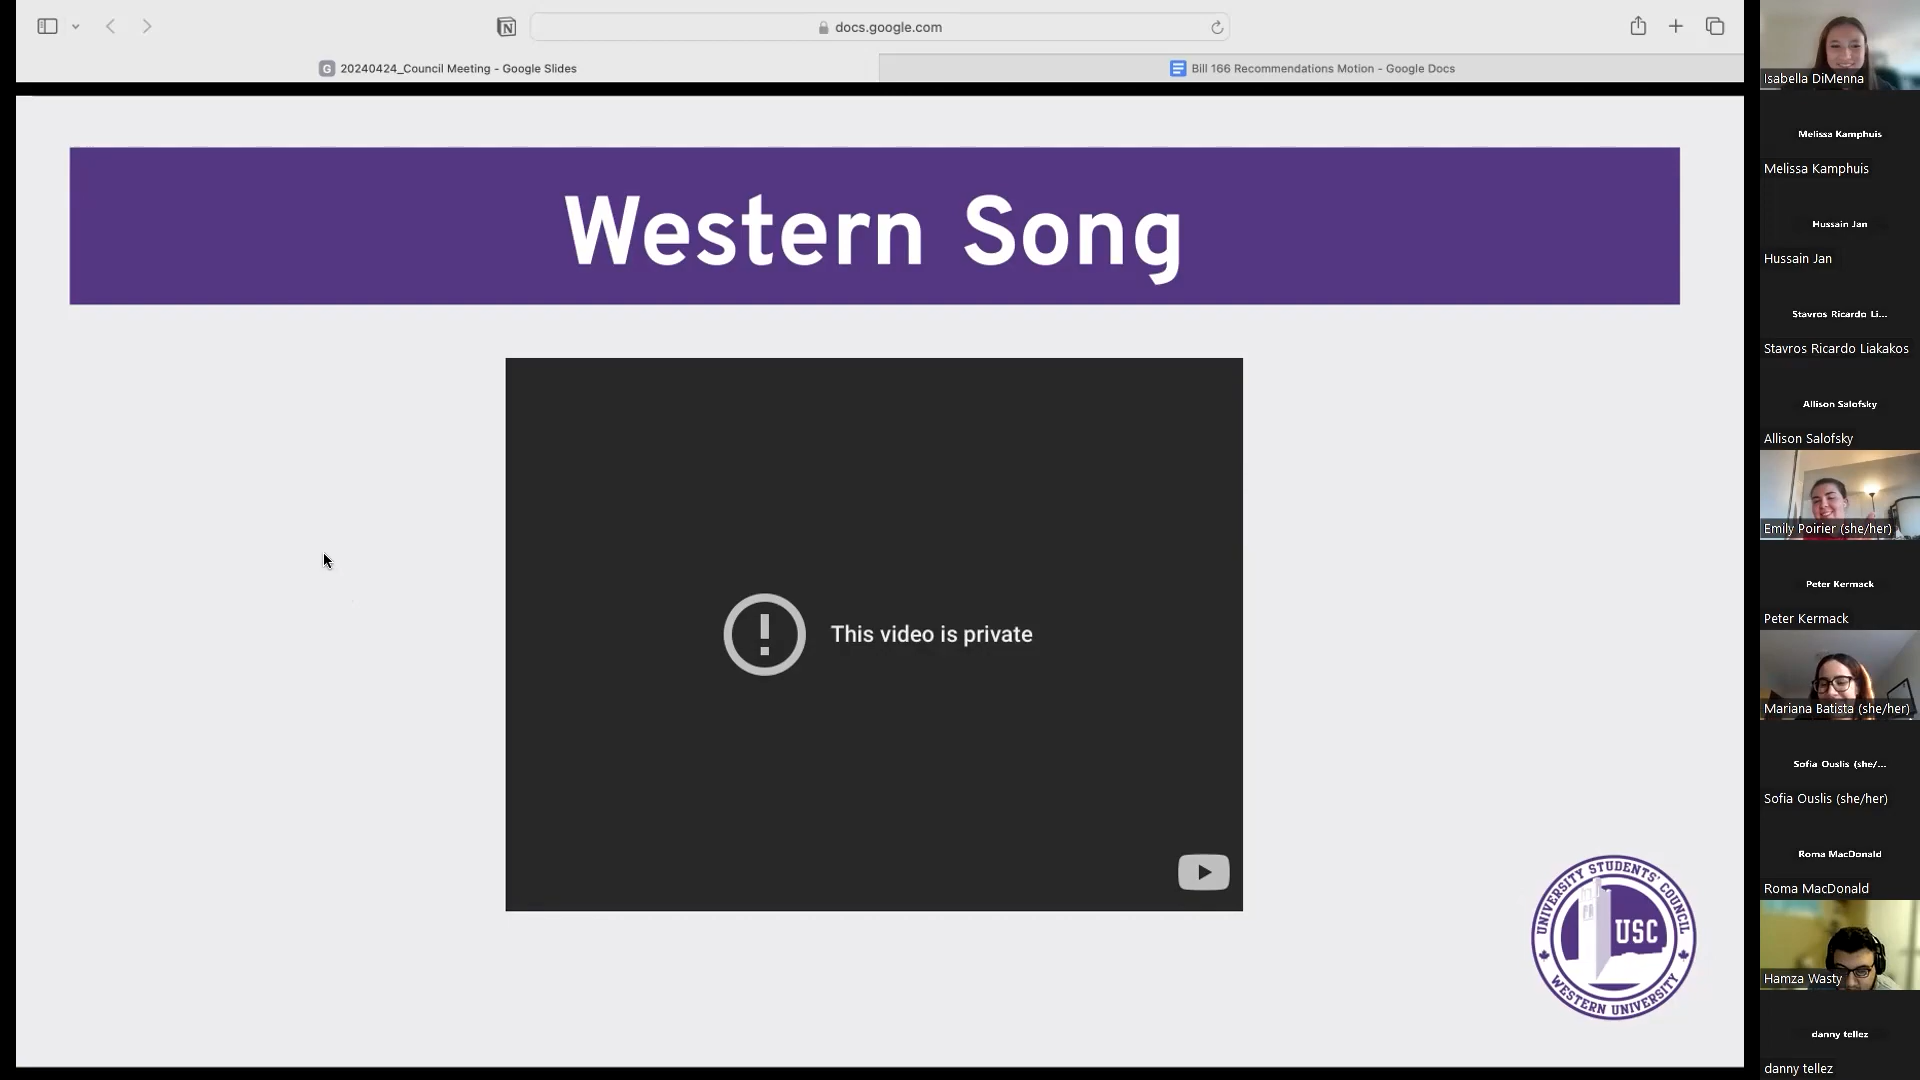 docs.google.com
20240424_Council Meeting - Google Slides
Bill 166 Recommendations Motion - Google Docs
Western Song
This video is private
UNIVERSITY STUDENTS' COUNCIL
USC
WESTERN UNIVERSITY
Isabella DiMenna
Melissa Kamphuis
Melissa Kamphuis
Hussain Jan
Hussain Jan
Stavros Ricardo Li...
Stavros Ricardo Liakakos
Allison Salofsky
Allison Salofsky
Emily Poirier (she/her)
Peter Kermack
Peter Kermack
Mariana Batista (she/her)
Sofia Ouslis (she/...
Sofia Ouslis (she/her)
Roma MacDonald
Roma MacDonald
Hamza Wasty
danny tellez
danny tellez